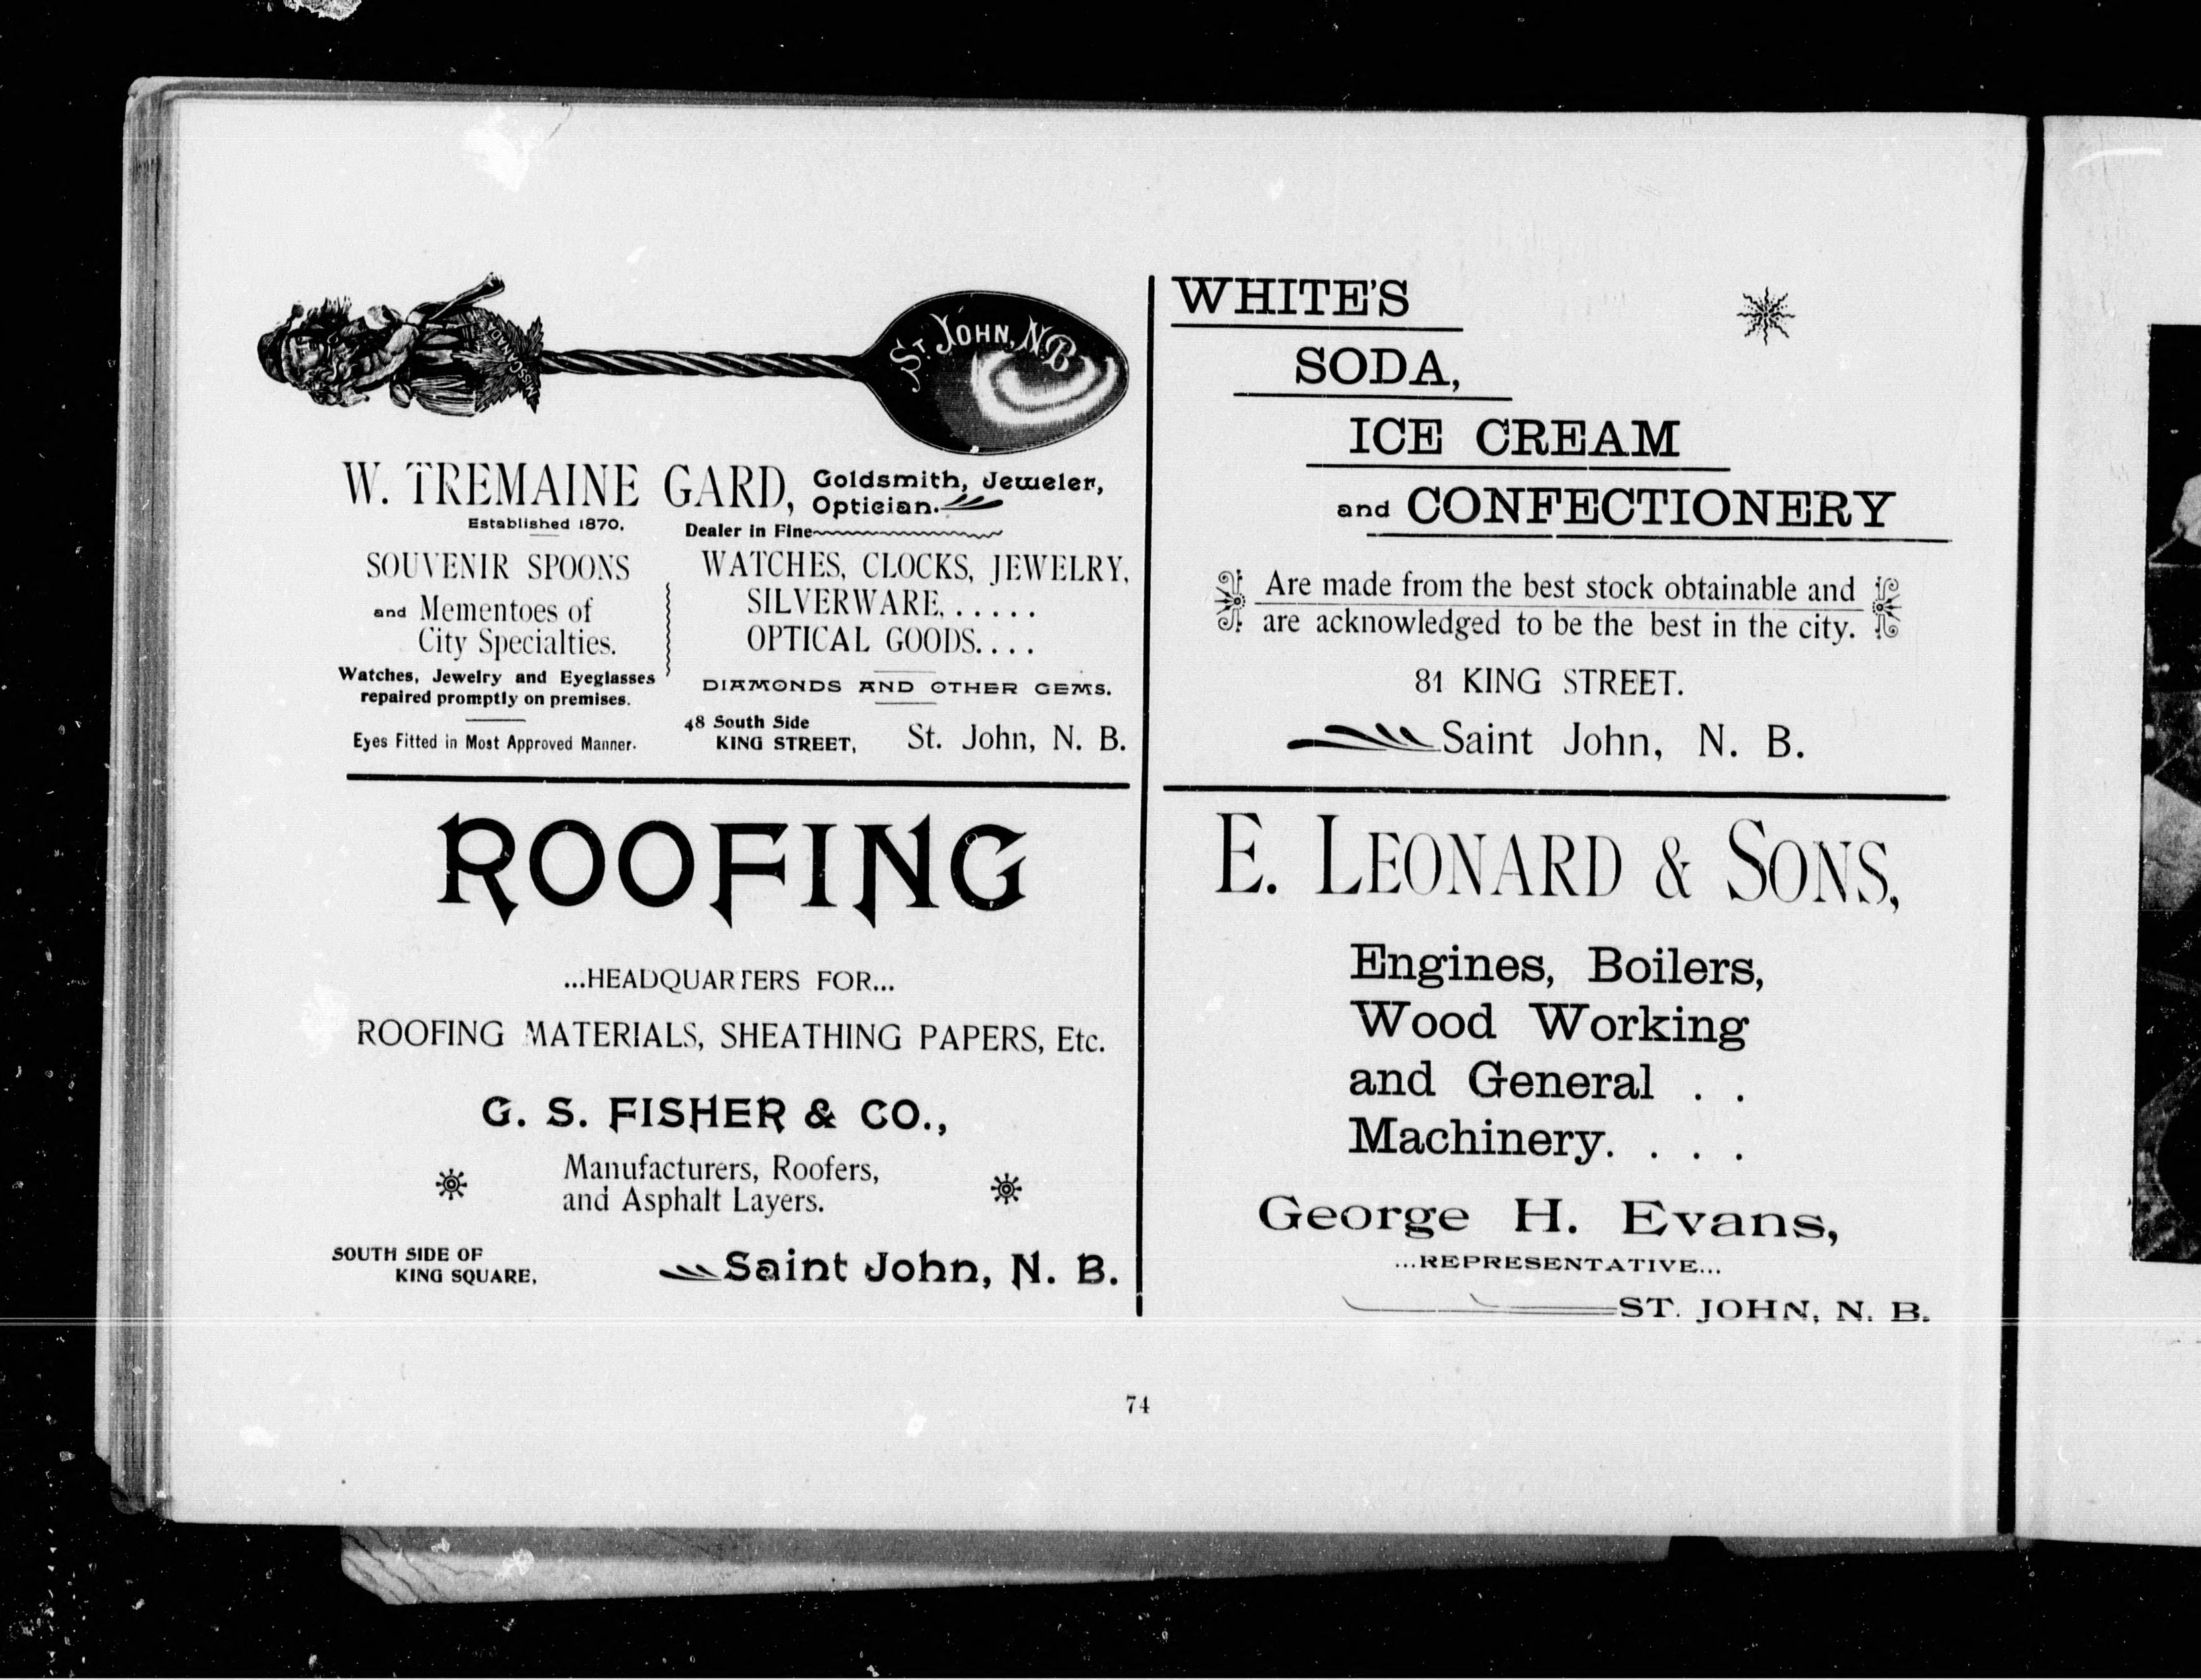 MISS CANADA
ST. JOHN, N.B.
W. TREMAINE GARD, Goldsmith, Jeweler,
Optician.
Established 1870.
SOUVENIR SPOONS
and Mementoes of
City Specialties.
Watches, Jewelry and Eyeglasses
repaired promptly on premises.
Eyes Fitted in Most Approved Manner.
Dealer in Fine
WATCHES, CLOCKS, JEWELRY,
SILVERWARE. . . . . .
OPTICAL GOODS. . . .
DIAMONDS AND OTHER GEMS.
48 South Side
KING STREET, St. John, N. B.
WHITE'S
SODA,
ICE CREAM
and CONFECTIONERY
Are made from the best stock obtainable and
are acknowledged to be the best in the city.
81 KING STREET.
Saint John, N. B.
ROOFING
...HEADQUARTERS FOR...
ROOFING MATERIALS, SHEATHING PAPERS, Etc.
G. S. FISHER & CO.,
Manufacturers, Roofers,
and Asphalt Layers.
SOUTH SIDE OF
KING SQUARE,
Saint John, N. B.
E. LEONARD & SONS,
Engines, Boilers,
Wood Working
and General . .
Machinery. . . .
George H. Evans,
...REPRESENTATIVE...
ST. JOHN, N. B.
74